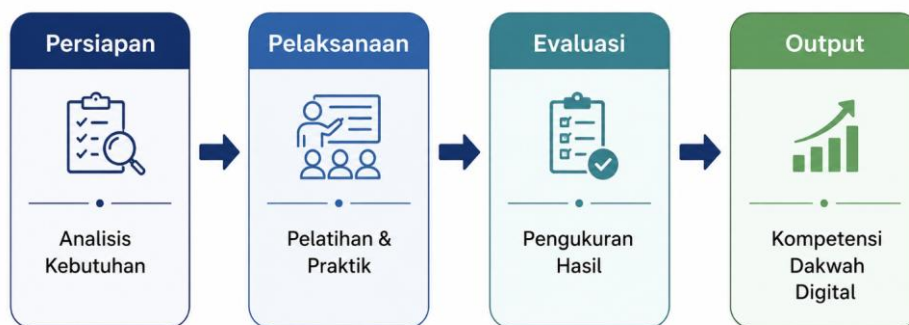 Persiapan
Analisis
Kebutuhan
Pelaksanaan
Pelatihan &
Praktik
Evaluasi
Pengukuran
Hasil
Output
Kompetensi
Dakwah
Digital